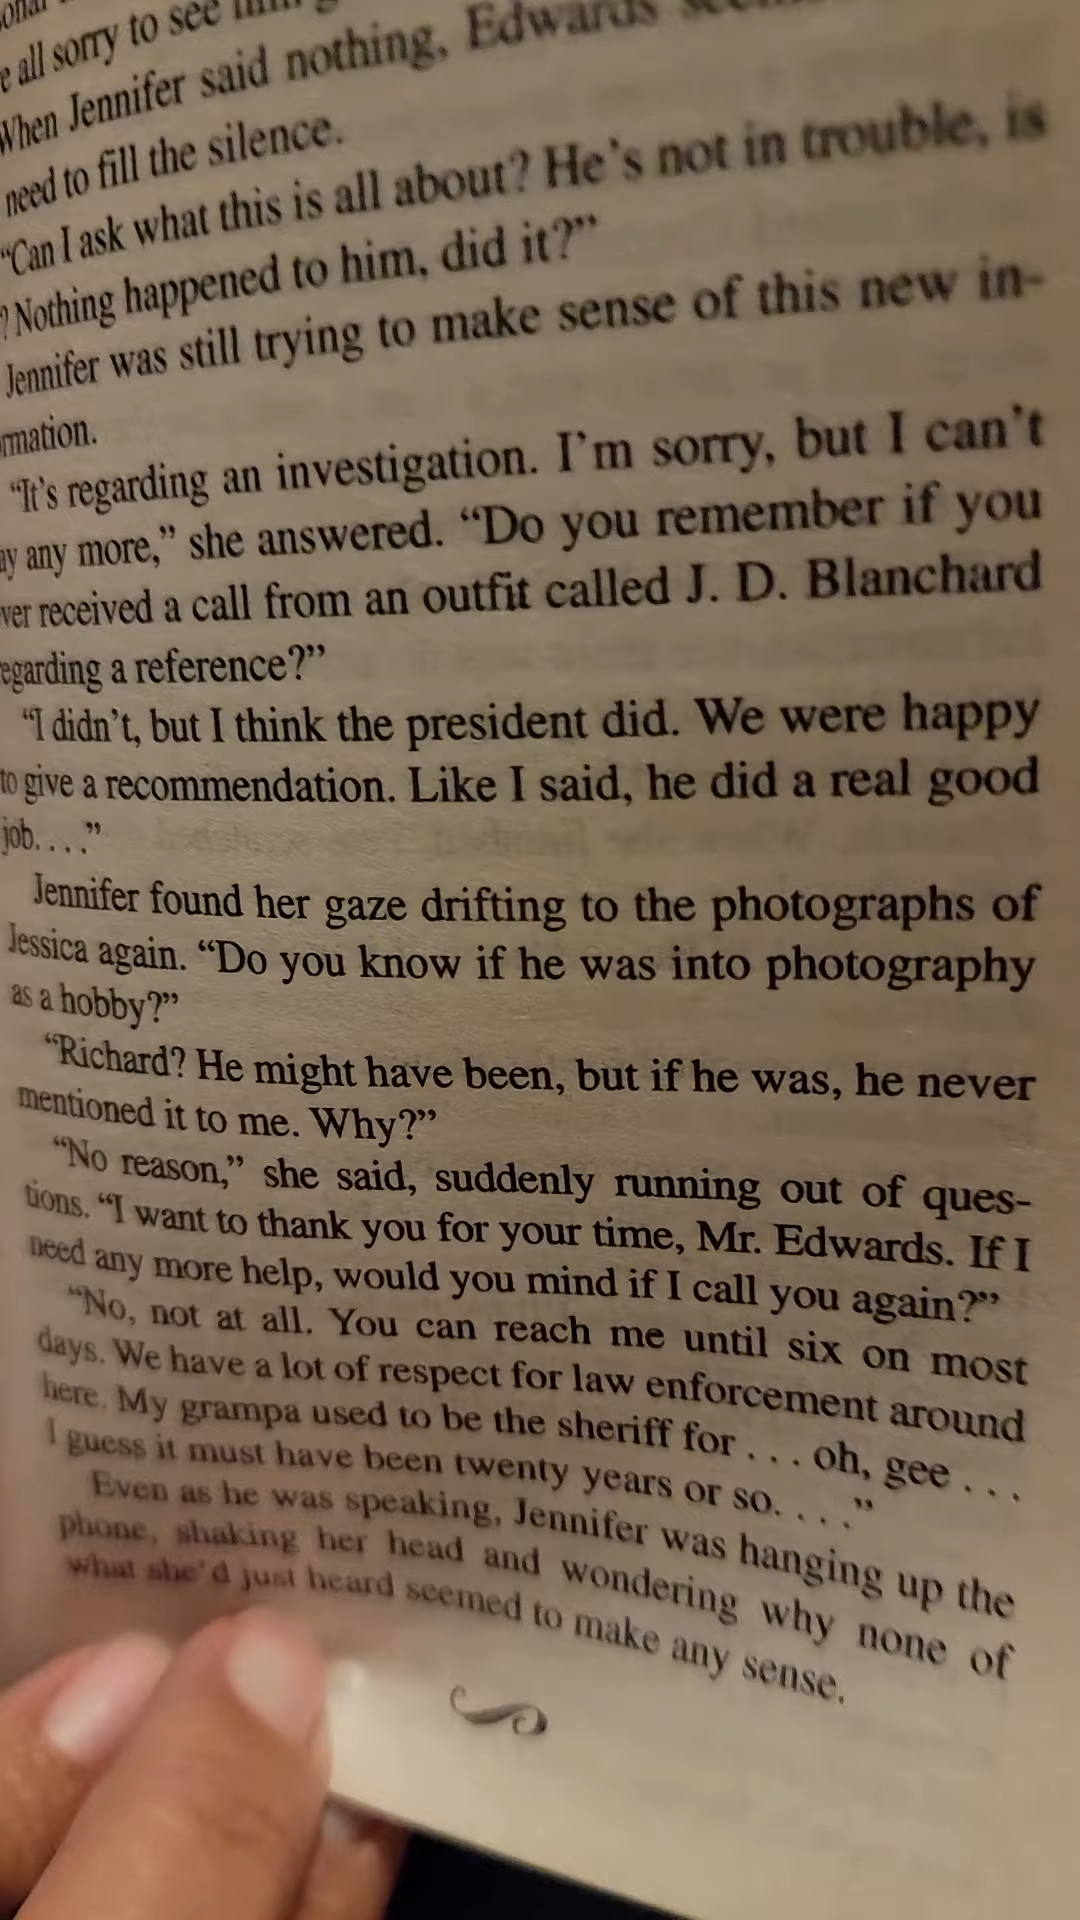 all sorry to see
When Jennifer said nothing, Edwards
need to fill the silence.
“Can I ask what this is all about? He’s not in trouble, is
? Nothing happened to him, did it?”
Jennifer was still trying to make sense of this new in-
rmation.
“It’s regarding an investigation. I’m sorry, but I can’t
ay any more,” she answered. “Do you remember if you
ver received a call from an outfit called J. D. Blanchard
egarding a reference?”
“I didn’t, but I think the president did. We were happy
to give a recommendation. Like I said, he did a real good
job. . . .”
Jennifer found her gaze drifting to the photographs of
Jessica again. “Do you know if he was into photography
as a hobby?”
“Richard? He might have been, but if he was, he never
mentioned it to me. Why?”
“No reason,” she said, suddenly running out of ques-
tions. “I want to thank you for your time, Mr. Edwards. If I
need any more help, would you mind if I call you again?”
“No, not at all. You can reach me until six on most
days. We have a lot of respect for law enforcement around
here. My grampa used to be the sheriff for . . . oh, gee . . .
I guess it must have been twenty years or so. . . .”
Even as he was speaking, Jennifer was hanging up the
phone, shaking her head and wondering why none of
what she’d just heard seemed to make any sense.